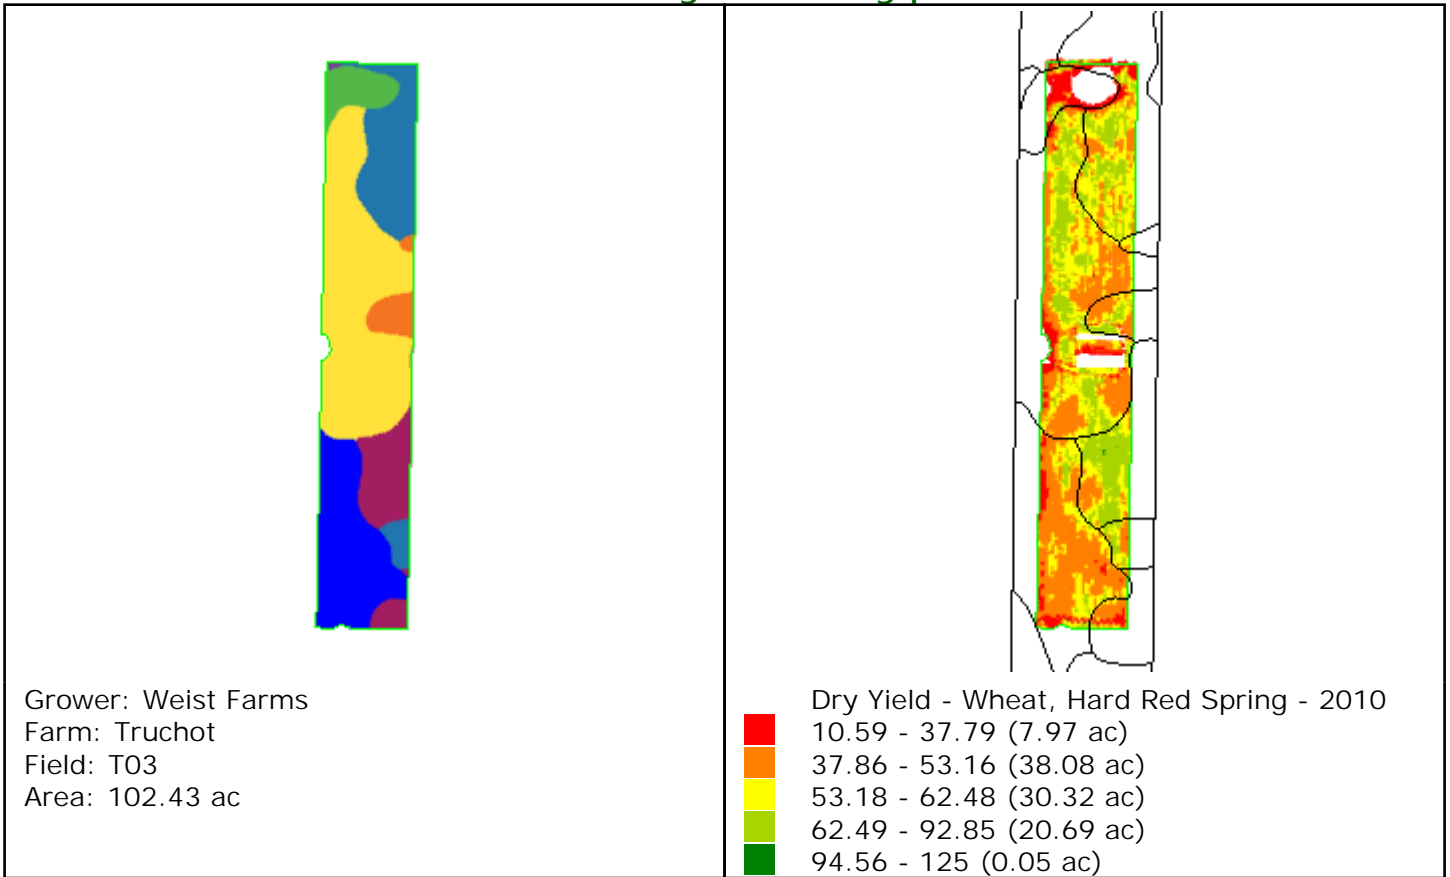 Grower: Weist Farms
Farm: Truchot
Field: T03
Area: 102.43 ac
Dry Yield - Wheat, Hard Red Spring - 2010
10.59 - 37.79 (7.97 ac)
37.86 - 53.16 (38.08 ac)
53.18 - 62.48 (30.32 ac)
62.49 - 92.85 (20.69 ac)
94.56 - 125 (0.05 ac)